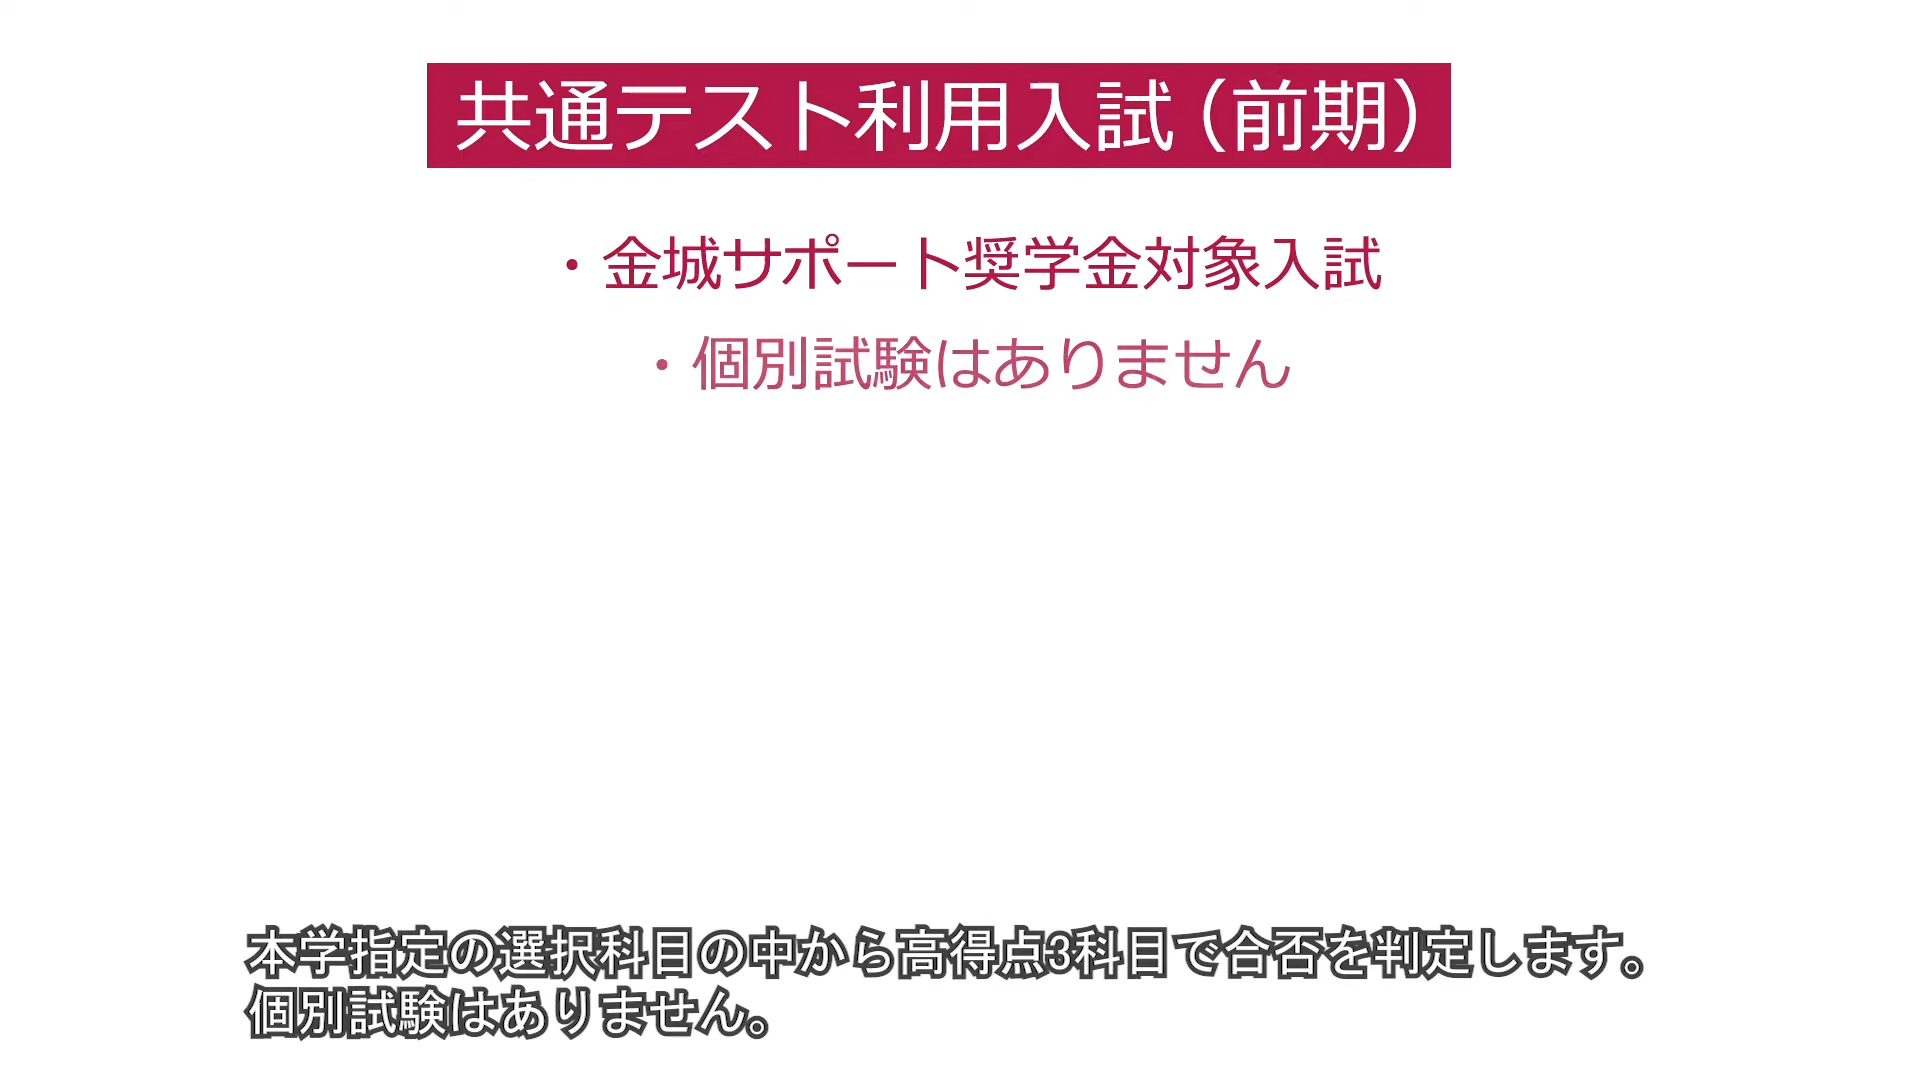 共通テスト利用入試（前期）
・金城サポート奨学金対象入試
・個別試験はありません
本学指定の選択科目の中から高得点3科目で合否を判定します。
個別試験はありません。